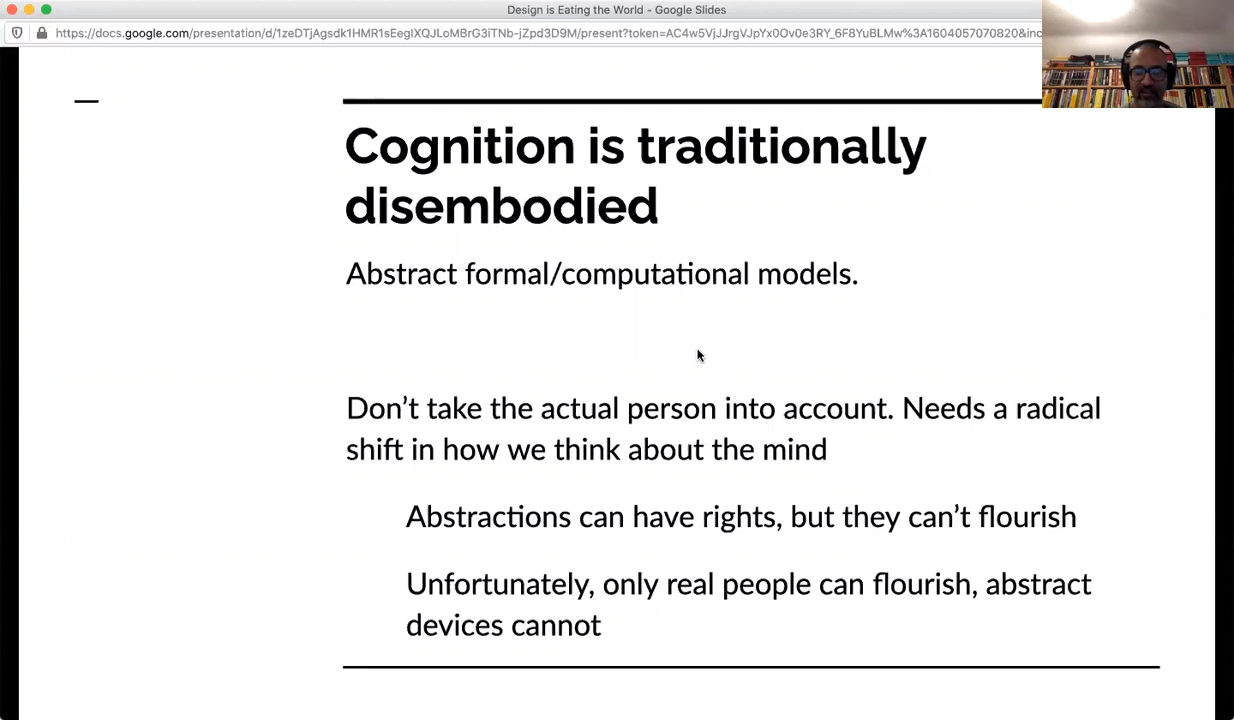 Design is Eating the World - Google Slides
https://docs.google.com/presentation/d/1zeDTjAgsdk1HMR1sEegIXQJLoMBrG3iTNb-jZpd3D9M/present?token=AC4w5VjJJrgVJpYx0Ov0e3RY_6F8YuBLMw%3A1604057070820&inc
Cognition is traditionally
disembodied
Abstract formal/computational models.
Don’t take the actual person into account. Needs a radical
shift in how we think about the mind
Abstractions can have rights, but they can’t flourish
Unfortunately, only real people can flourish, abstract
devices cannot